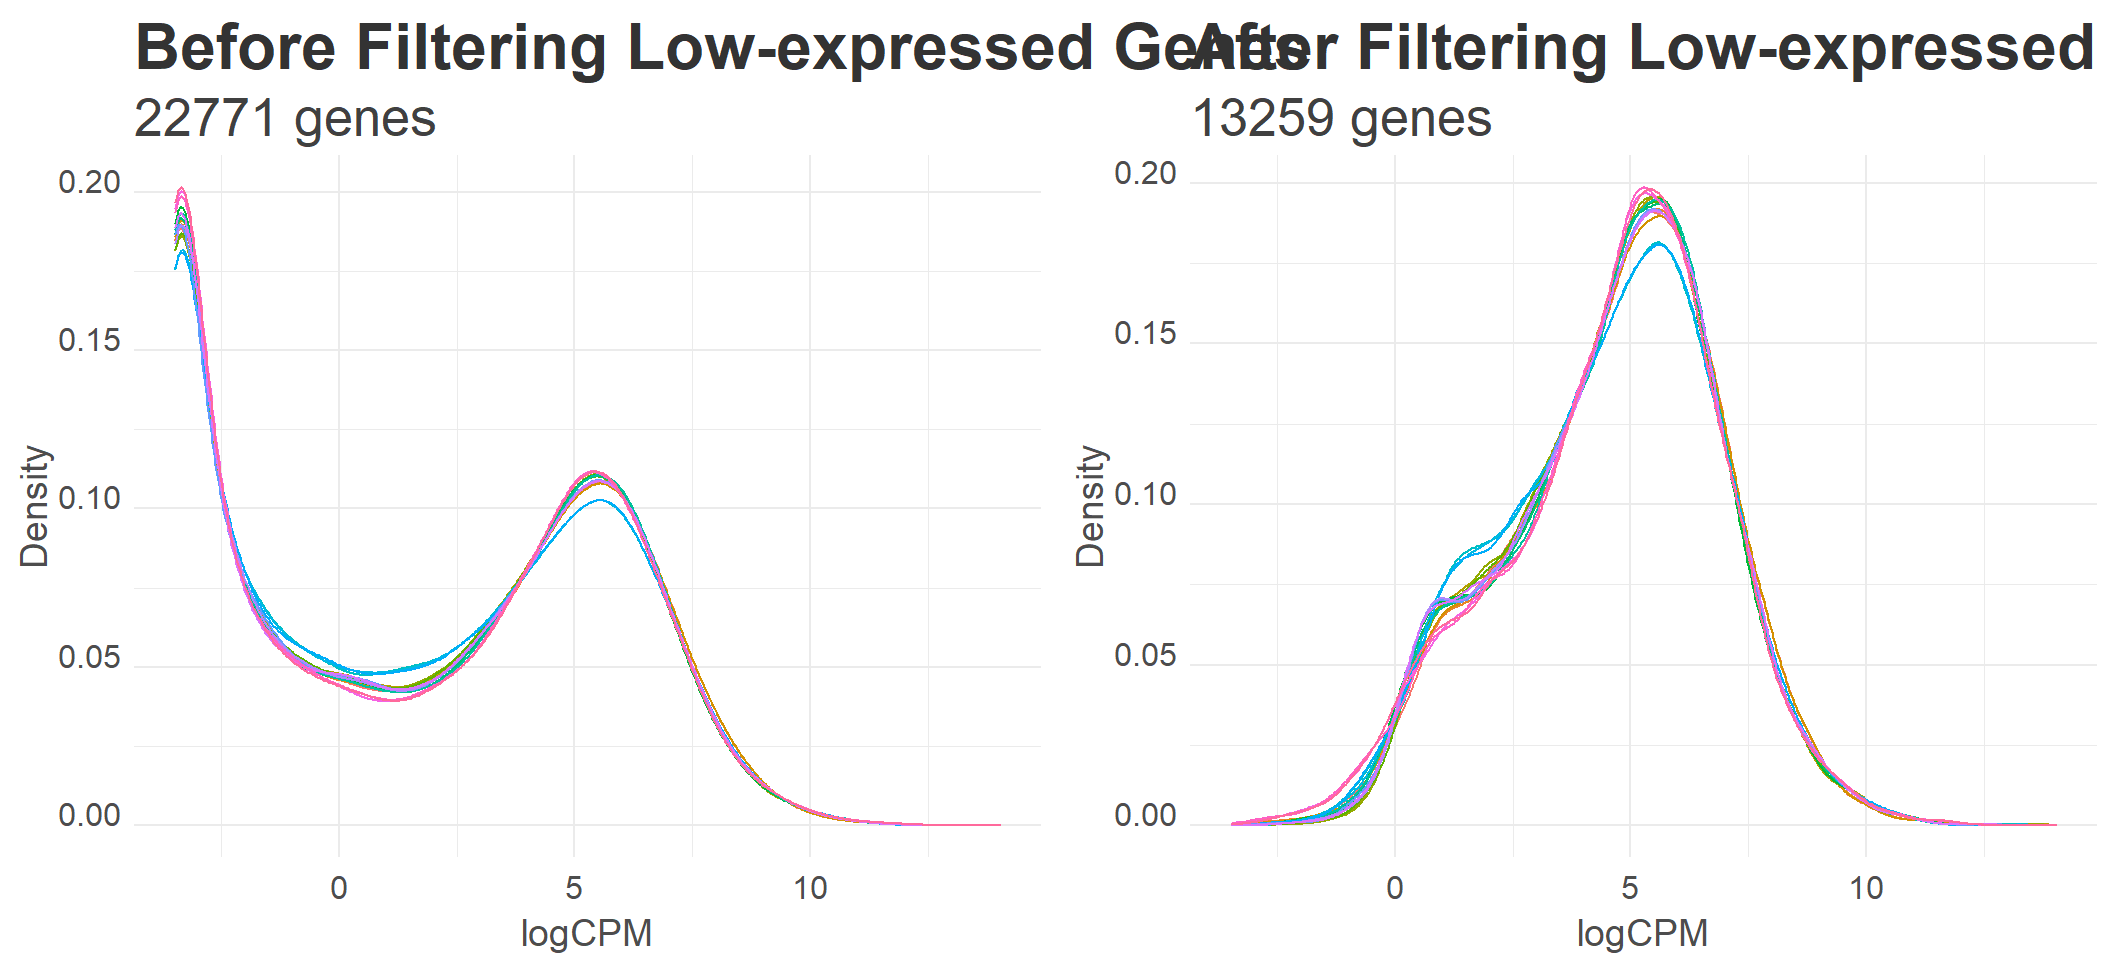 Before Filtering Low-expressed Genes
22771 genes
0.20
0.15
0.10
0.05
0.00
Density
0
5
10
logCPM
After Filtering Low-expressed
13259 genes
0.20
0.15
0.10
0.05
0.00
Density
0
5
10
logCPM